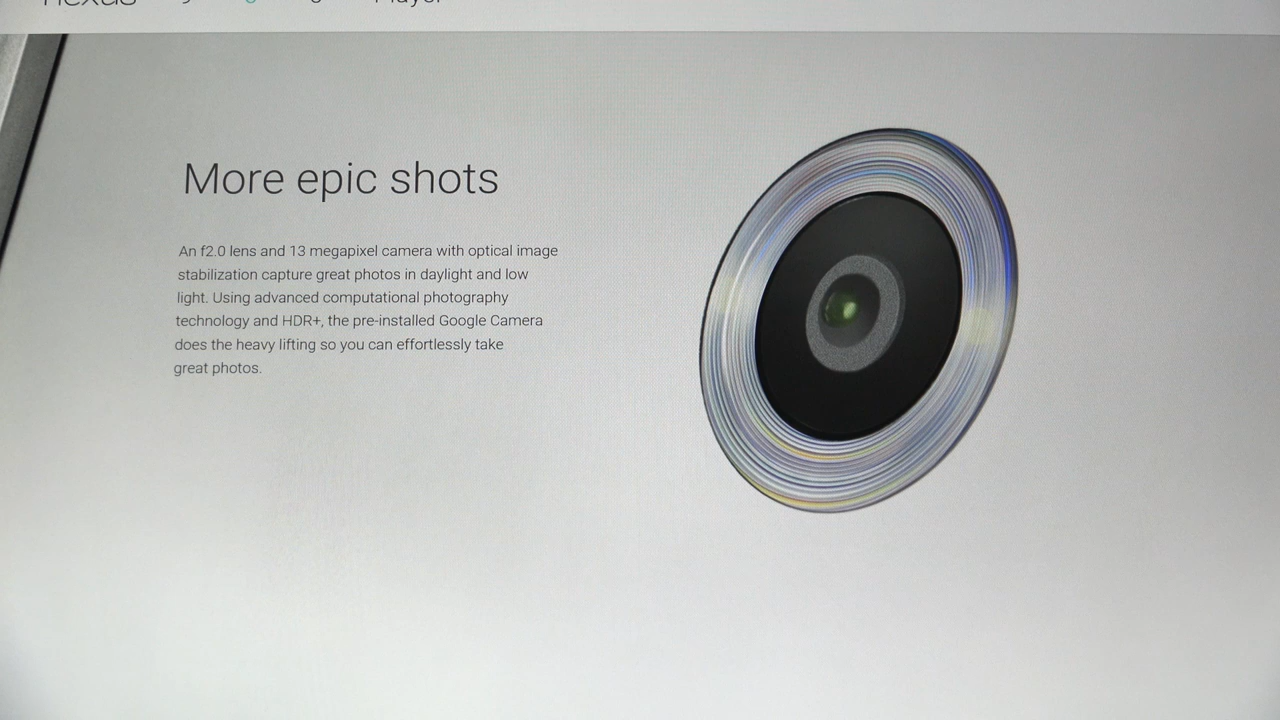 nexus Player
More epic shots
An f2.0 lens and 13 megapixel camera with optical image
stabilization capture great photos in daylight and low
light. Using advanced computational photography
technology and HDR+, the pre-installed Google Camera
does the heavy lifting so you can effortlessly take
great photos.